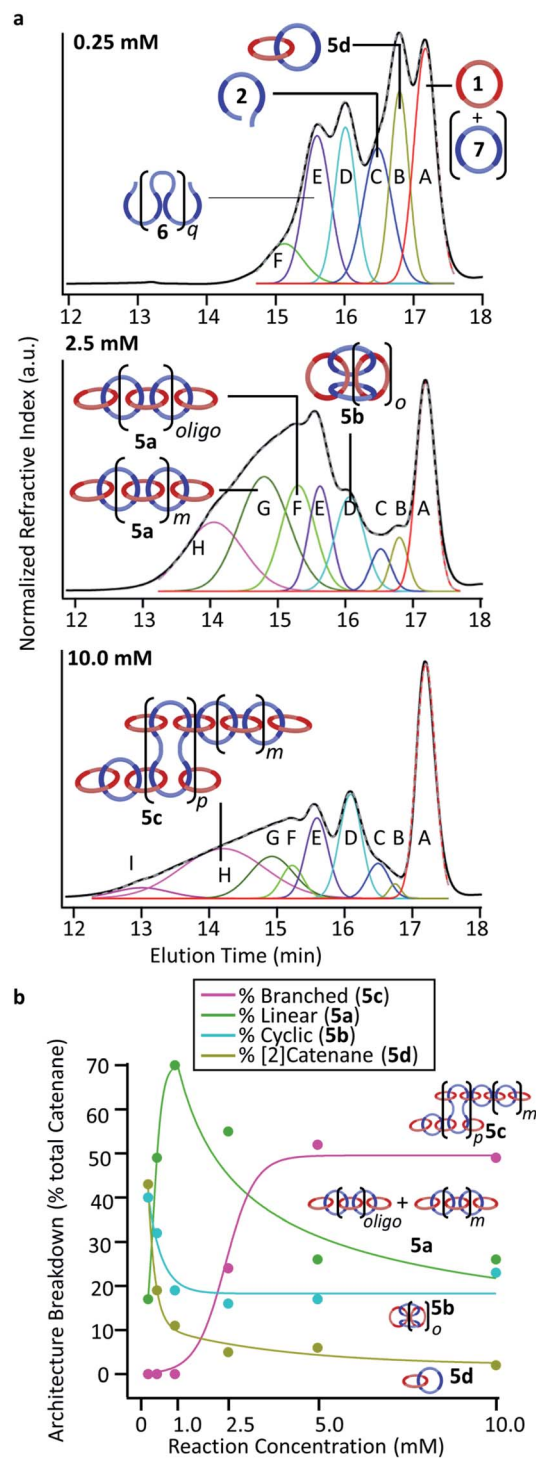 a
0.25 mM
5d
2
1
+
7
6
q
F
E
D
C
B
A
12 13 14 15 16 17 18
Normalized Refractive Index (a.u.)
2.5 mM
5a
oligo
5b
o
5a
m
H
G
F
E
D
C
B
A
12 13 14 15 16 17 18
10.0 mM
m
5c
p
I
H
G
F
E
D
C
B
A
12 13 14 15 16 17 18
Elution Time (min)
b
% Branched (5c)
% Linear (5a)
% Cyclic (5b)
% [2]Catenane (5d)
Architecture Breakdown (% total Catenane)
70
60
50
40
30
20
10
0
m
p
5c
oligo
+
m
5a
5b
o
5d
0 1.0 2.5 5.0 10.0
Reaction Concentration (mM)